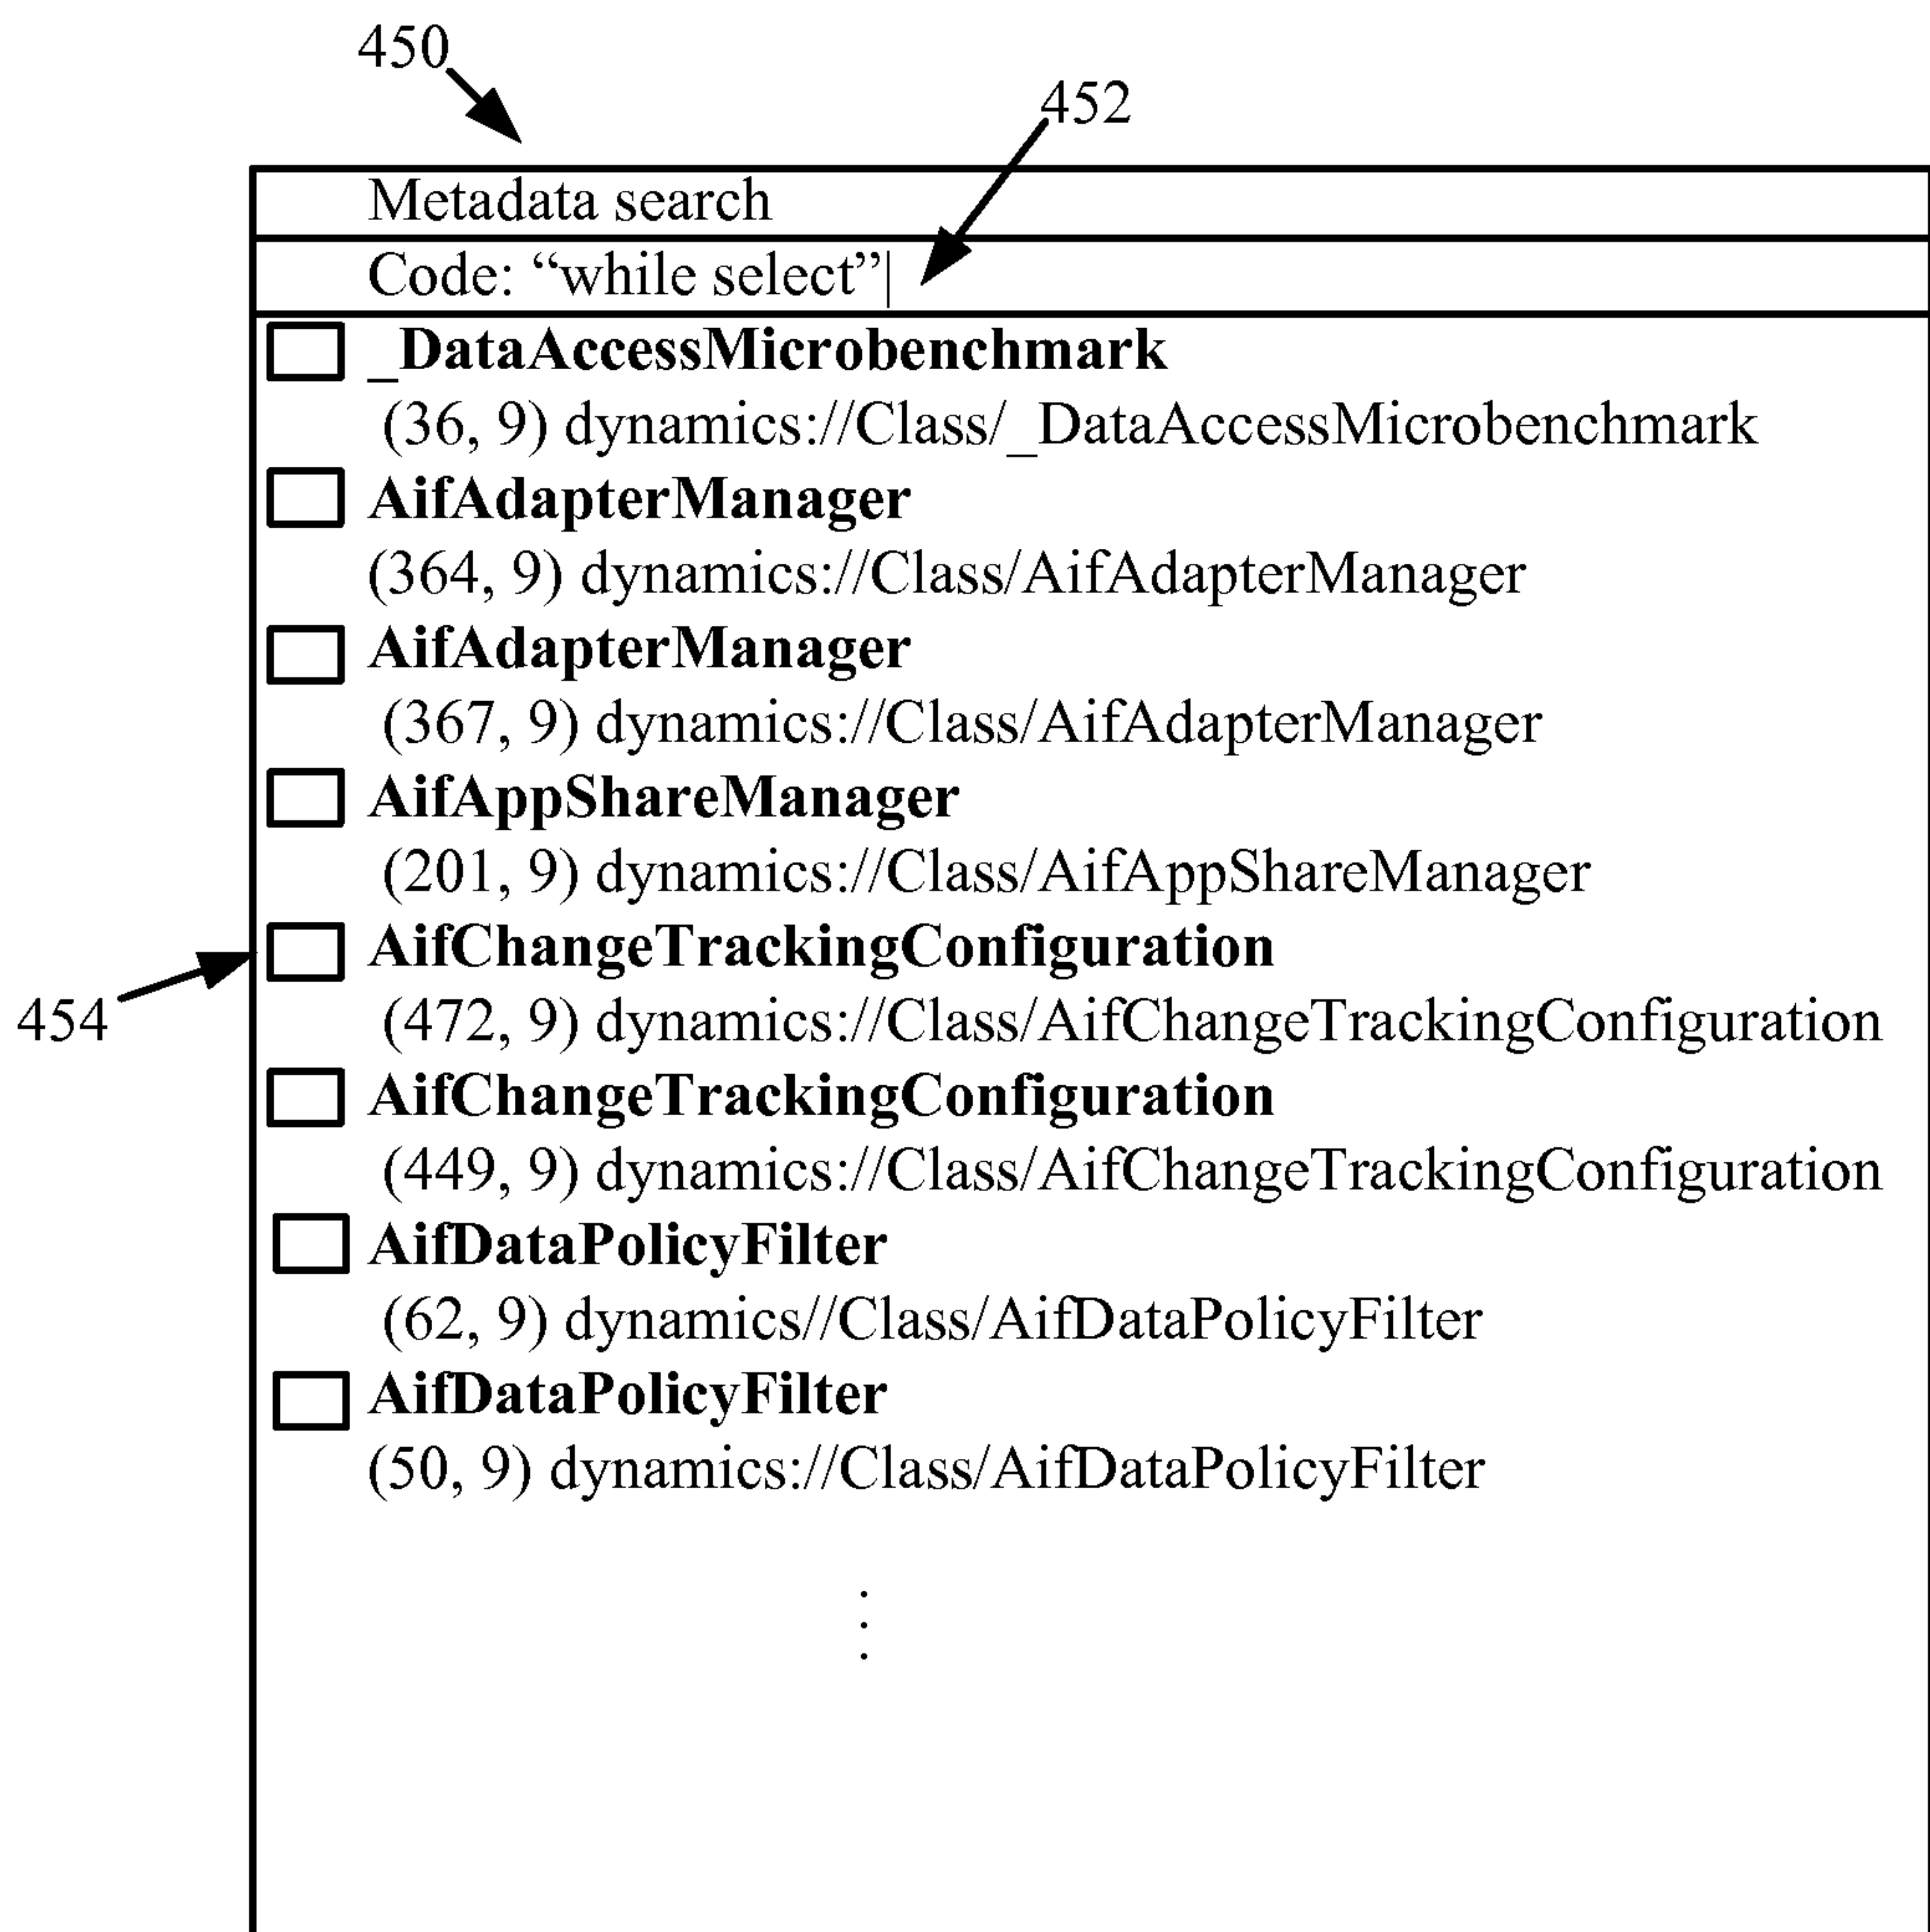 450
452
Metadata search
Code: “while select”|
_DataAccessMicrobenchmark
(36, 9) dynamics://Class/_DataAccessMicrobenchmark
AifAdapterManager
(364, 9) dynamics://Class/AifAdapterManager
AifAdapterManager
(367, 9) dynamics://Class/AifAdapterManager
AifAppShareManager
(201, 9) dynamics://Class/AifAppShareManager
AifChangeTrackingConfiguration
454
(472, 9) dynamics://Class/AifChangeTrackingConfiguration
AifChangeTrackingConfiguration
(449, 9) dynamics://Class/AifChangeTrackingConfiguration
AifDataPolicyFilter
(62, 9) dynamics//Class/AifDataPolicyFilter
AifDataPolicyFilter
(50, 9) dynamics://Class/AifDataPolicyFilter